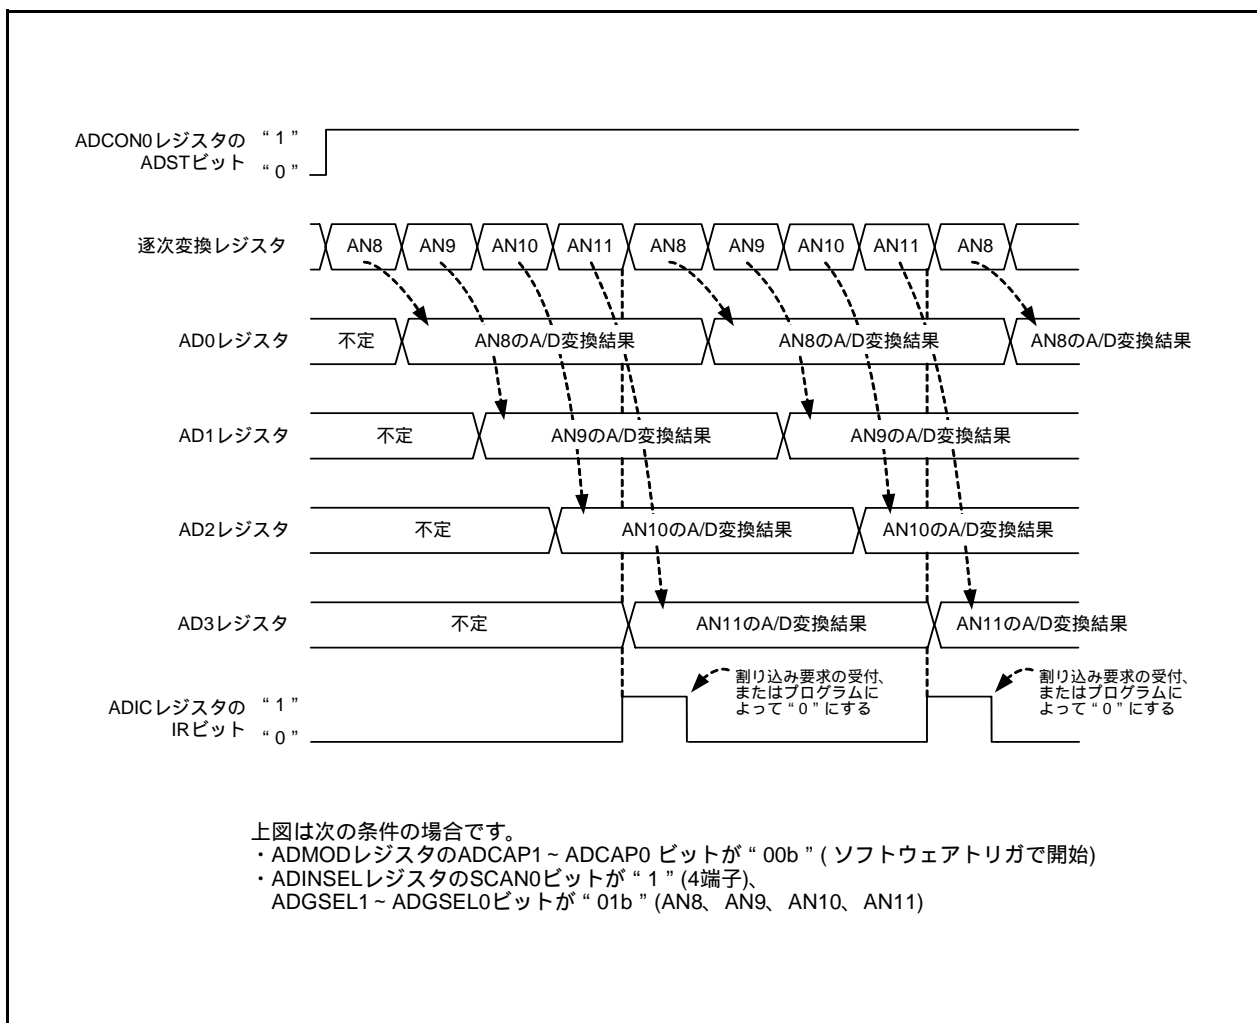 ADCON0レジスタの “ 1 ”
ADSTビット “ 0 ”
逐次変換レジスタ AN8 AN9 AN10 AN11 AN8 AN9 AN10 AN11 AN8
AD0レジスタ 不定 AN8のA/D変換結果 AN8のA/D変換結果 AN8のA/D変換結果
AD1レジスタ 不定 AN9のA/D変換結果 AN9のA/D変換結果
AD2レジスタ 不定 AN10のA/D変換結果 AN10のA/D変換結果
AD3レジスタ 不定 AN11のA/D変換結果 AN11のA/D変換結果
ADICレジスタの “ 1 ”
IRビット “ 0 ”
割り込み要求の受付、
またはプログラムに
よって “ 0 ” にする
割り込み要求の受付、
またはプログラムに
よって “ 0 ” にする
上図は次の条件の場合です。
・ADMODレジスタのADCAP1 ~ ADCAP0 ビットが “ 00b ” ( ソフトウェアトリガで開始)
・ADINSELレジスタのSCAN0ビットが “ 1 ” (4端子)、
ADGSEL1 ~ ADGSEL0ビットが “ 01b ” (AN8、AN9、AN10、AN11)